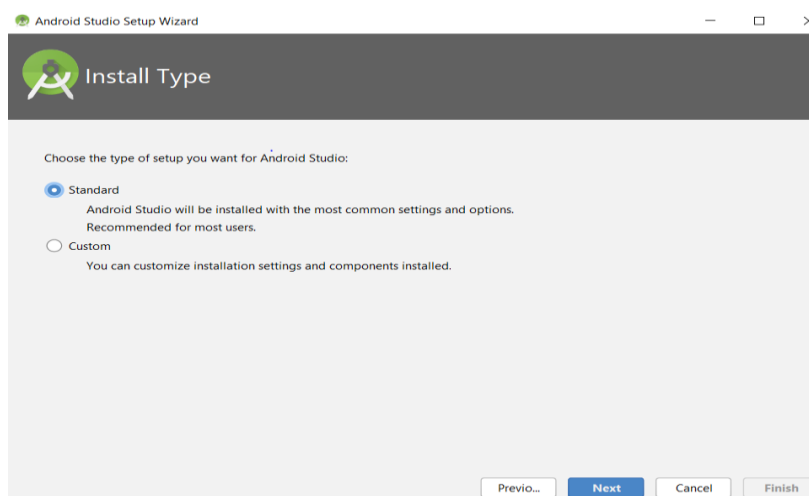 Android Studio Setup Wizard
Install Type
Choose the type of setup you want for Android Studio:
Standard
Android Studio will be installed with the most common settings and options.
Recommended for most users.
Custom
You can customize installation settings and components installed.
Previo... Next Cancel Finish